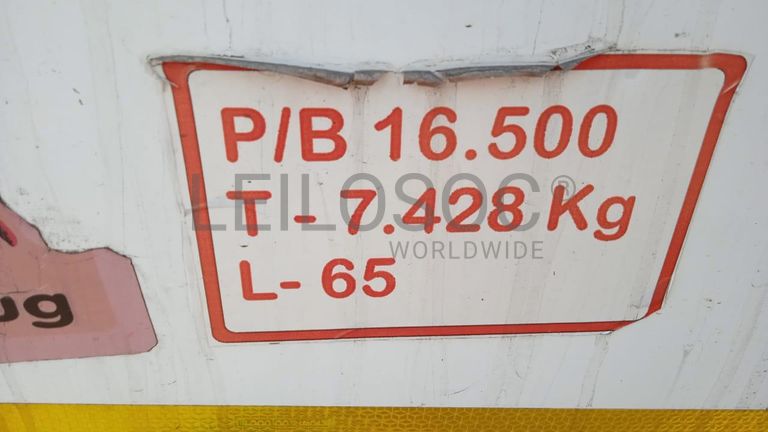 P/B 16.500
T - 7.428 Kg
L- 65
LEILOSOC®
WORLDWIDE
ug